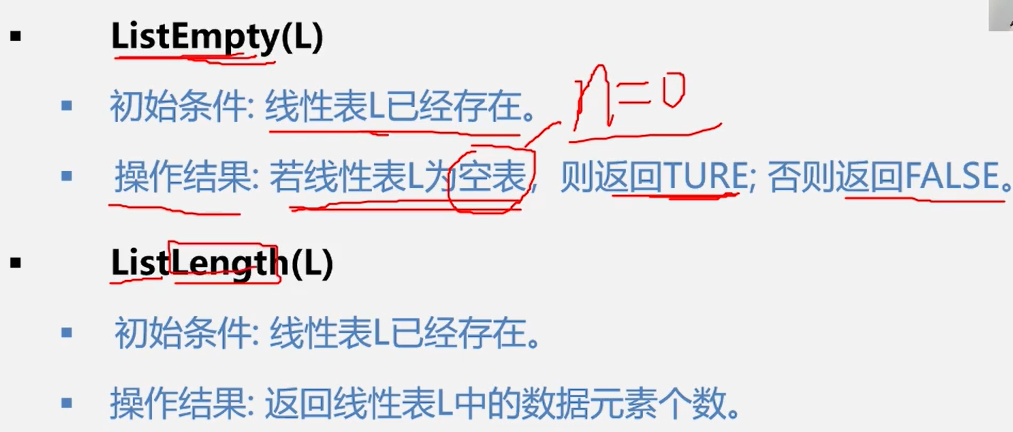 ListEmpty(L)
初始条件: 线性表L已经存在。
n=0
操作结果: 若线性表L为空表, 则返回TURE; 否则返回FALSE。
ListLength(L)
初始条件: 线性表L已经存在。
操作结果: 返回线性表L中的数据元素个数。